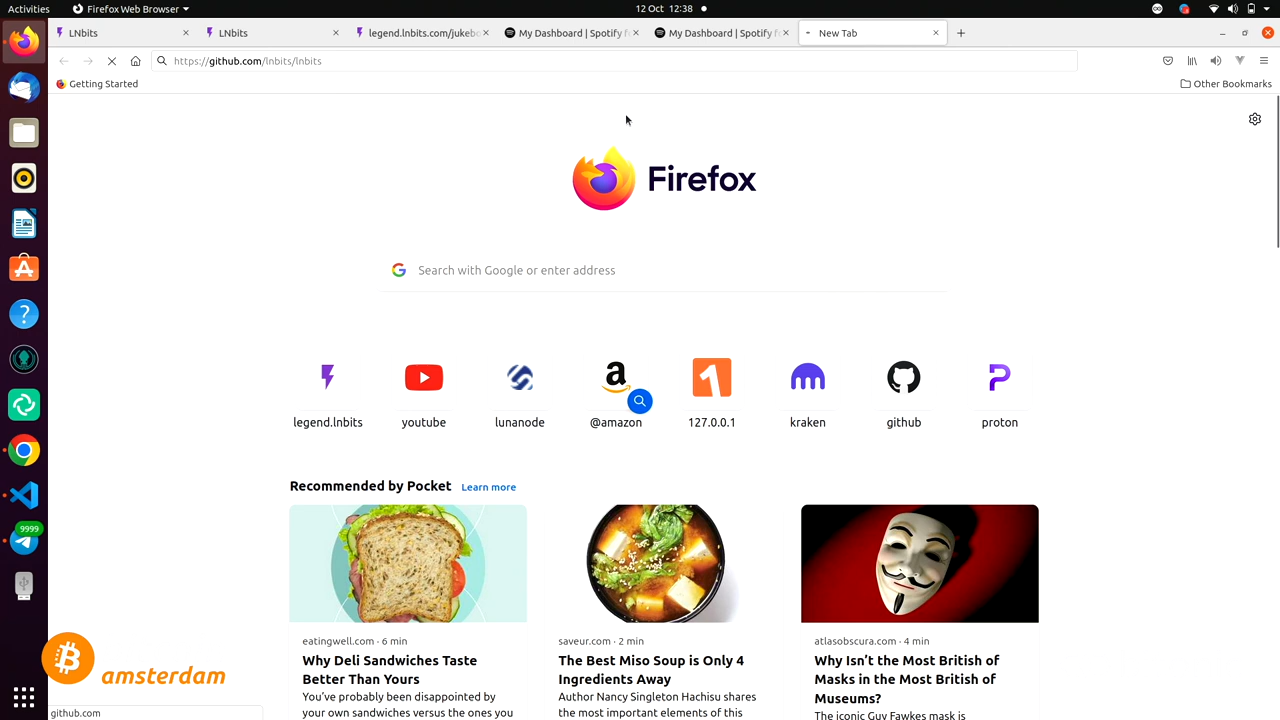 Activities
Firefox Web Browser
12 Oct 12:38
LNbits
LNbits
legend.lnbits.com/jukeb
My Dashboard | Spotify f
My Dashboard | Spotify f
New Tab
https://github.com/lnbits/lnbits
Getting Started
Other Bookmarks
Firefox
Search with Google or enter address
legend.lnbits
youtube
lunanode
@amazon
127.0.0.1
kraken
github
proton
Recommended by Pocket Learn more
eatingwell.com · 6 min
Why Deli Sandwiches Taste
Better Than Yours
You've probably been disappointed by
your own sandwiches versus the ones you
saveur.com · 2 min
The Best Miso Soup is Only 4
Ingredients Away
Author Nancy Singleton Hachisu shares
the most important elements of this
atlasobscura.com · 4 min
Why Isn't the Most British of
Masks in the Most British of
Museums?
The iconic Guy Fawkes mask is
9999
amsterdam
github.com